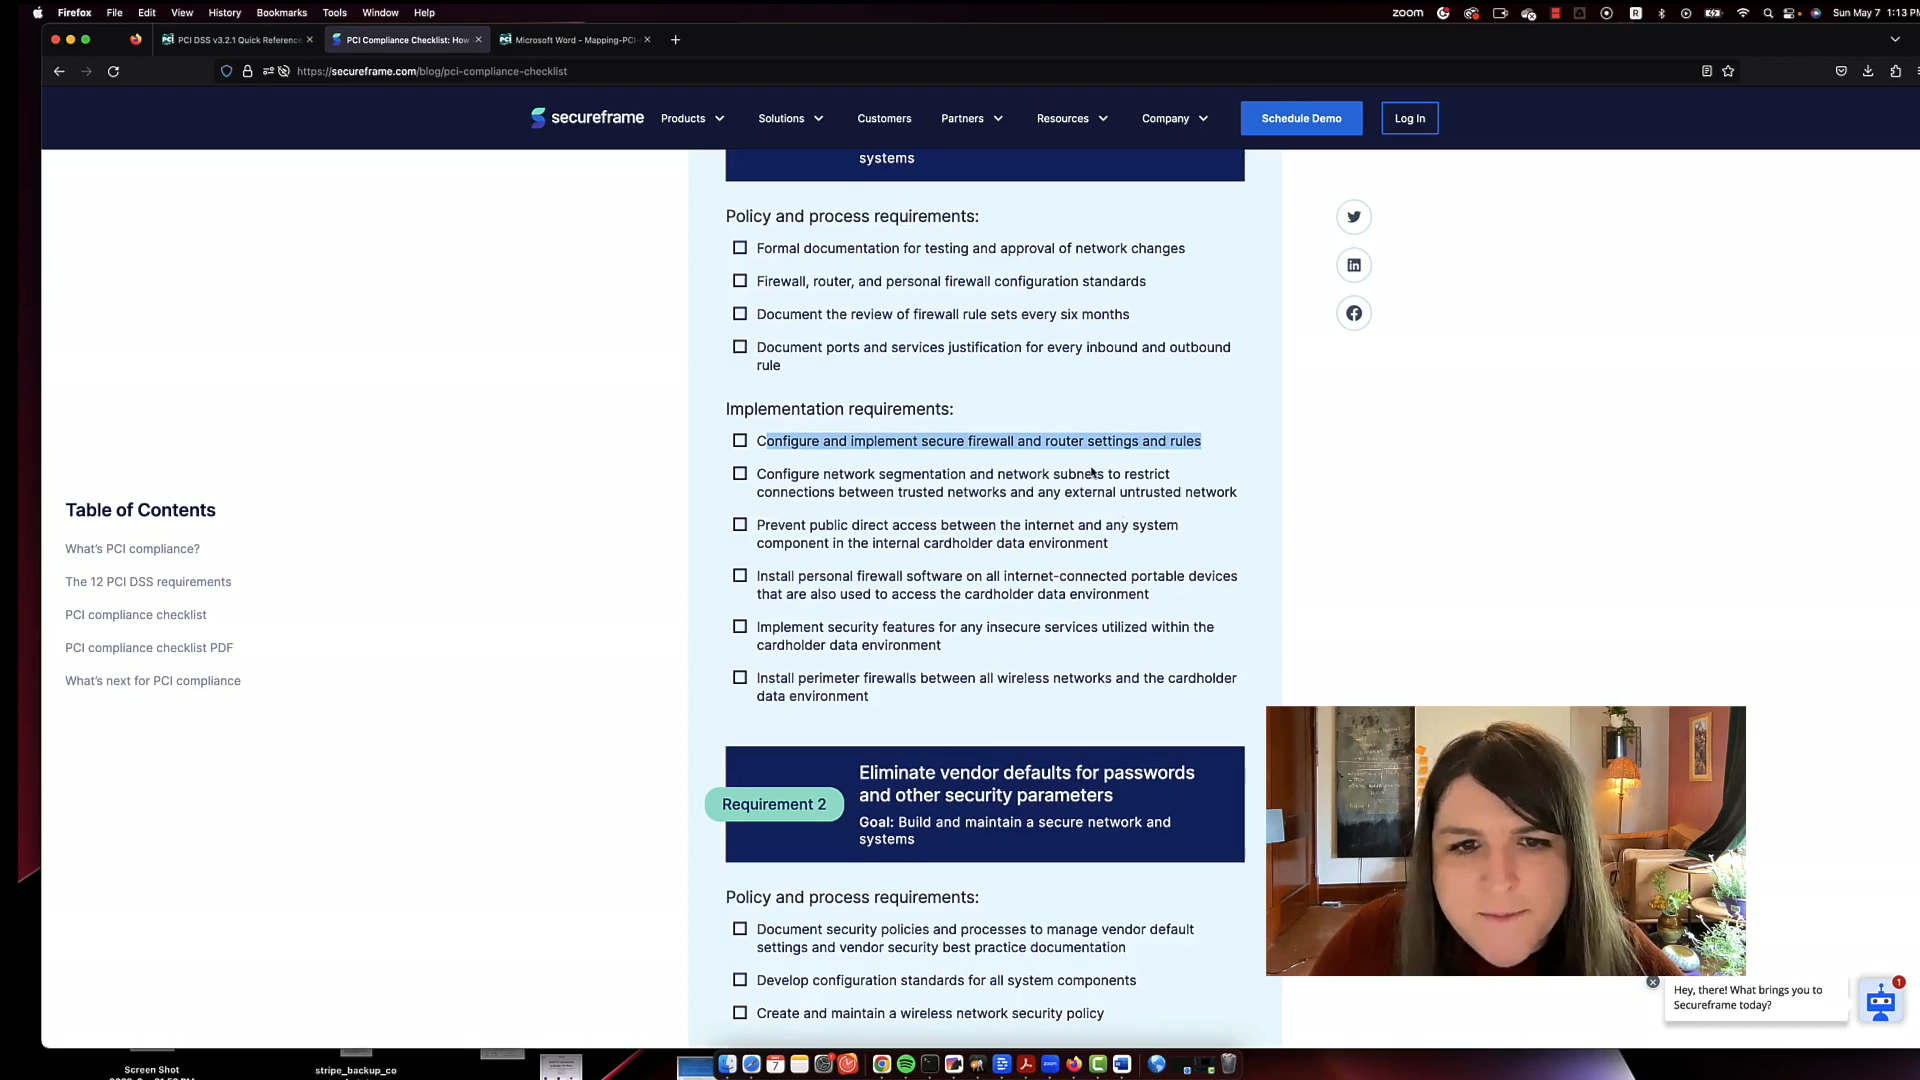 Firefox File Edit View History Bookmarks Tools Window Help
zoom
Sun May 7 1:13 PM
PCI DSS v3.2.1 Quick Reference
PCI Compliance Checklist: How
Microsoft Word - Mapping-PCI-
https://secureframe.com/blog/pci-compliance-checklist
secureframe
Products Solutions Customers Partners Resources Company
Schedule Demo
Log In
systems
Policy and process requirements:
Formal documentation for testing and approval of network changes
Firewall, router, and personal firewall configuration standards
Document the review of firewall rule sets every six months
Document ports and services justification for every inbound and outbound
rule
Implementation requirements:
Configure and implement secure firewall and router settings and rules
Configure network segmentation and network subnets to restrict
connections between trusted networks and any external untrusted network
Prevent public direct access between the internet and any system
component in the internal cardholder data environment
Install personal firewall software on all internet-connected portable devices
that are also used to access the cardholder data environment
Implement security features for any insecure services utilized within the
cardholder data environment
Install perimeter firewalls between all wireless networks and the cardholder
data environment
Table of Contents
What's PCI compliance?
The 12 PCI DSS requirements
PCI compliance checklist
PCI compliance checklist PDF
What's next for PCI compliance
Requirement 2
Eliminate vendor defaults for passwords
and other security parameters
Goal: Build and maintain a secure network and
systems
Policy and process requirements:
Document security policies and processes to manage vendor default
settings and vendor security best practice documentation
Develop configuration standards for all system components
Create and maintain a wireless network security policy
Hey, there! What brings you to
Secureframe today?
1
Screen Shot
stripe_backup_co